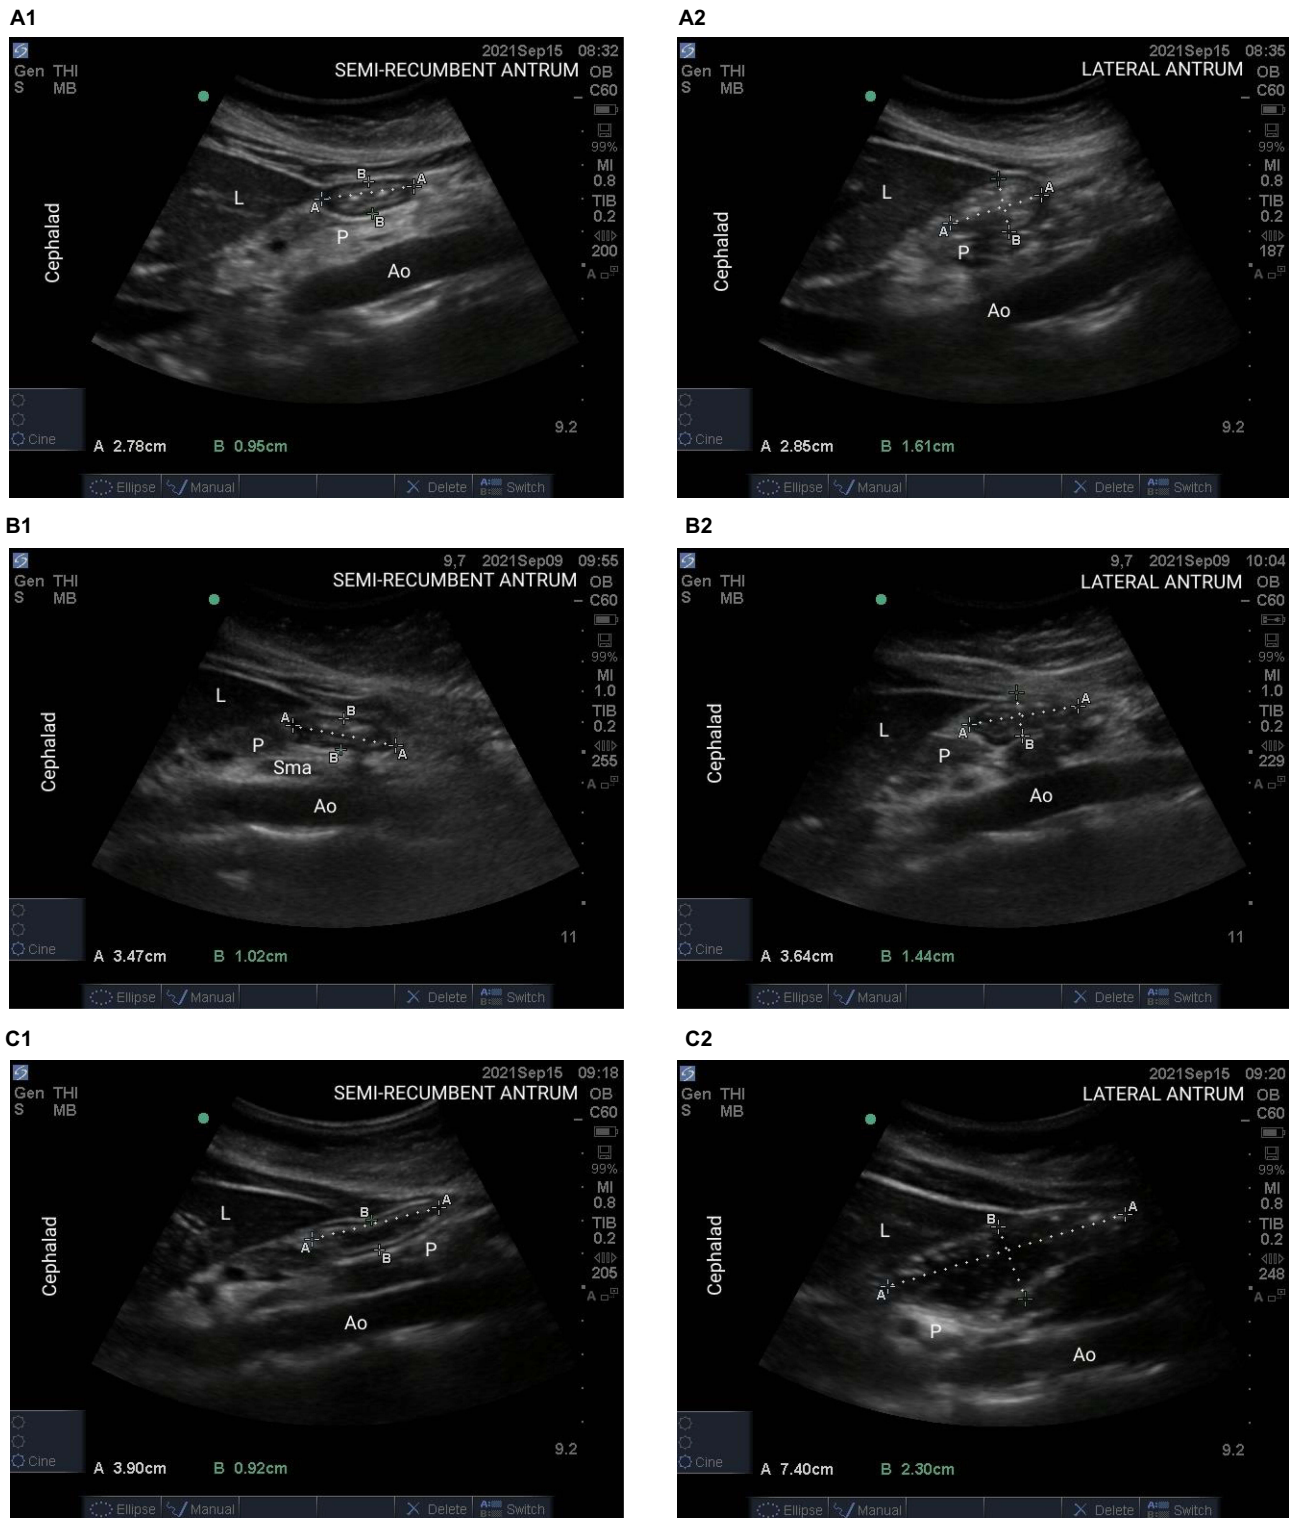 A1
2021Sep15 08:32
Gen THI
SEMI-RECUMBENT ANTRUM
OB
S MB
C60
99%
MI
0.8
TIB
0.2
200
A
Cephalad
L
B
A
A
B
P
Ao
Cine
9.2
A 2.78cm B 0.95cm
Ellipse Manual Delete Switch
A2
2021Sep15 08:35
Gen THI
LATERAL ANTRUM
OB
S MB
C60
99%
MI
0.8
TIB
0.2
187
A
Cephalad
L
A
A
B
P
Ao
Cine
9.2
A 2.85cm B 1.61cm
Ellipse Manual Delete Switch
B1
9,7 2021Sep09 09:55
Gen THI
SEMI-RECUMBENT ANTRUM
OB
S MB
C60
99%
MI
1.0
TIB
0.2
255
A
Cephalad
L
A
B
P
B
A
Sma
Ao
Cine
11
A 3.47cm B 1.02cm
Ellipse Manual Delete Switch
B2
9,7 2021Sep09 10:04
Gen THI
LATERAL ANTRUM
OB
S MB
C60
99%
MI
1.0
TIB
0.2
229
A
Cephalad
L
A
A
B
P
Ao
Cine
11
A 3.64cm B 1.44cm
Ellipse Manual Delete Switch
C1
2021Sep15 09:18
Gen THI
SEMI-RECUMBENT ANTRUM
OB
S MB
C60
99%
MI
0.8
TIB
0.2
205
A
Cephalad
L
A
B
A
B
P
Ao
Cine
9.2
A 3.90cm B 0.92cm
Ellipse Manual Delete Switch
C2
2021Sep15 09:20
Gen THI
LATERAL ANTRUM
OB
S MB
C60
99%
MI
0.8
TIB
0.2
248
A
Cephalad
L
B
A
A
P
Ao
Cine
9.2
A 7.40cm B 2.30cm
Ellipse Manual Delete Switch